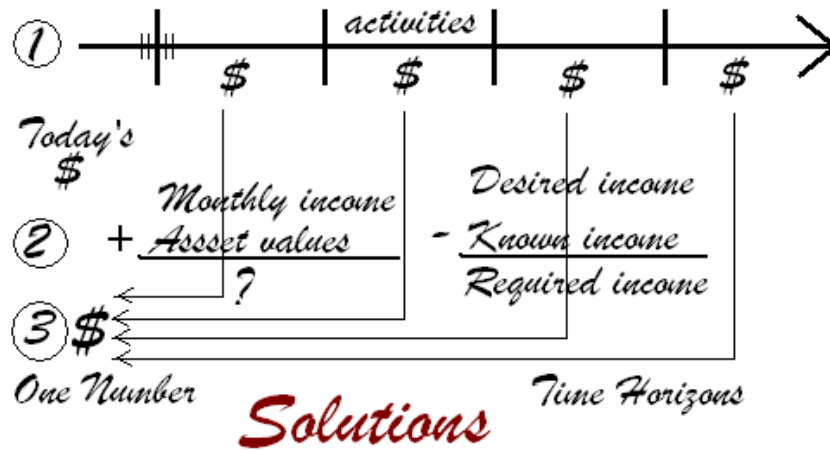 1 activities
$ $ $ $
Today's
$
Monthly income
+ Assset values
?
2
Desired income
- Known income
Required income
3 $
One Number
Time Horizons
Solutions